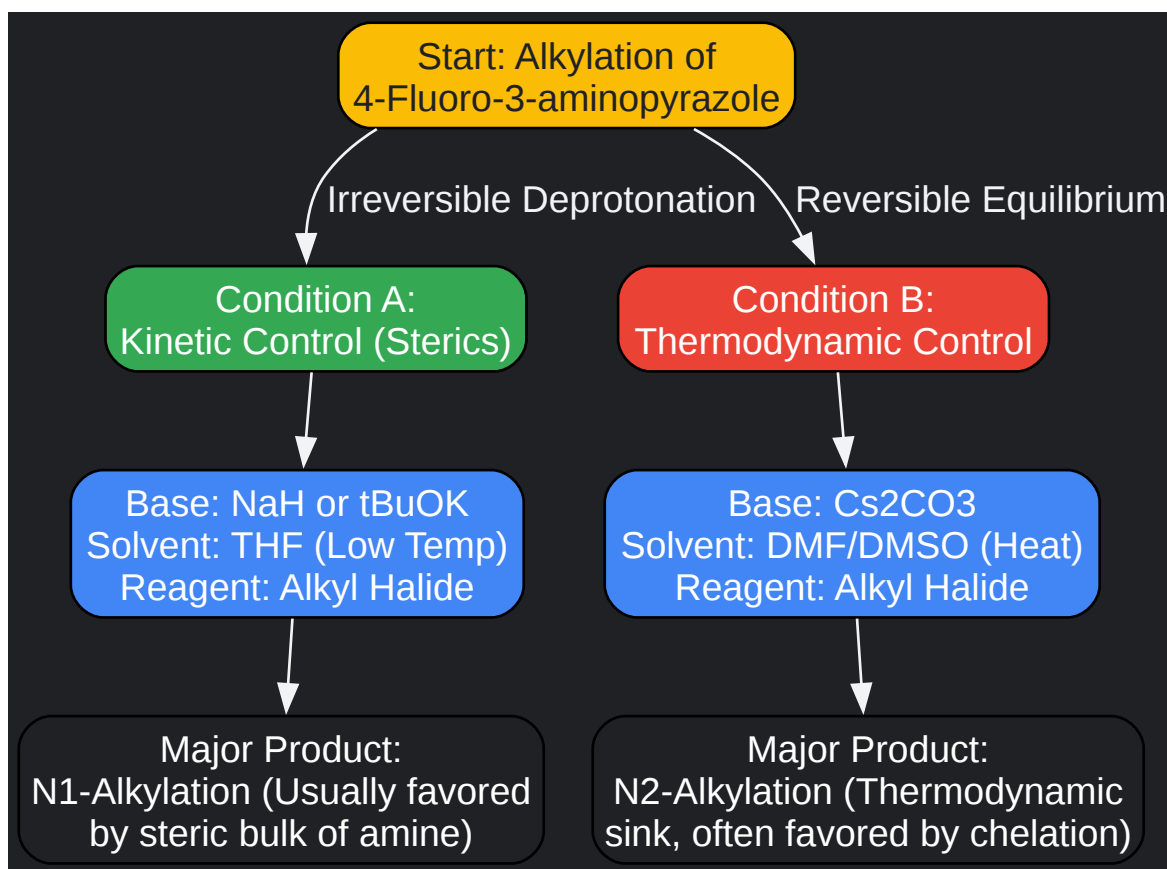 Start: Alkylation of
4-Fluoro-3-aminopyrazole
Irreversible Deprotonation
Reversible Equilibrium
Condition A:
Kinetic Control (Sterics)
Condition B:
Thermodynamic Control
Base: NaH or tBuOK
Solvent: THF (Low Temp)
Reagent: Alkyl Halide
Base: Cs2CO3
Solvent: DMF/DMSO (Heat)
Reagent: Alkyl Halide
Major Product:
N1-Alkylation (Usually favored
by steric bulk of amine)
Major Product:
N2-Alkylation (Thermodynamic
sink, often favored by chelation)